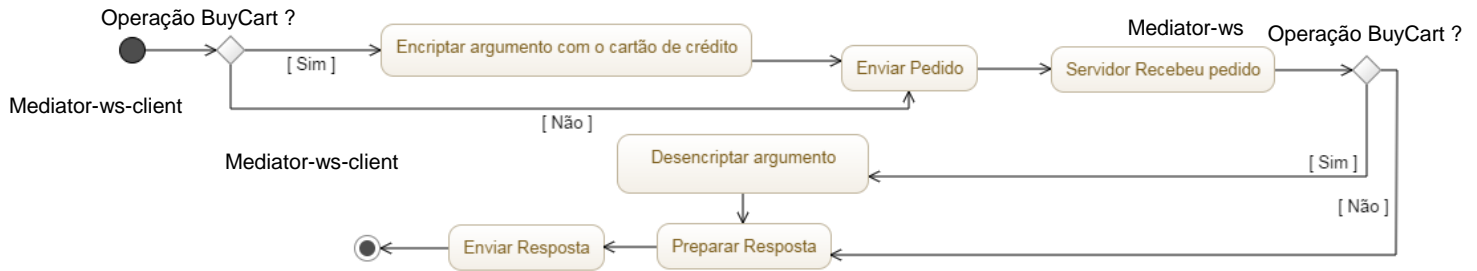 Operação BuyCart ?
Mediator-ws
Operação BuyCart ?
Encriptar argumento com o cartão de crédito
[ Sim ]
Enviar Pedido
Servidor Recebeu pedido
Mediator-ws-client
[ Não ]
Mediator-ws-client
Desencriptar argumento
[ Sim ]
[ Não ]
Enviar Resposta
Preparar Resposta